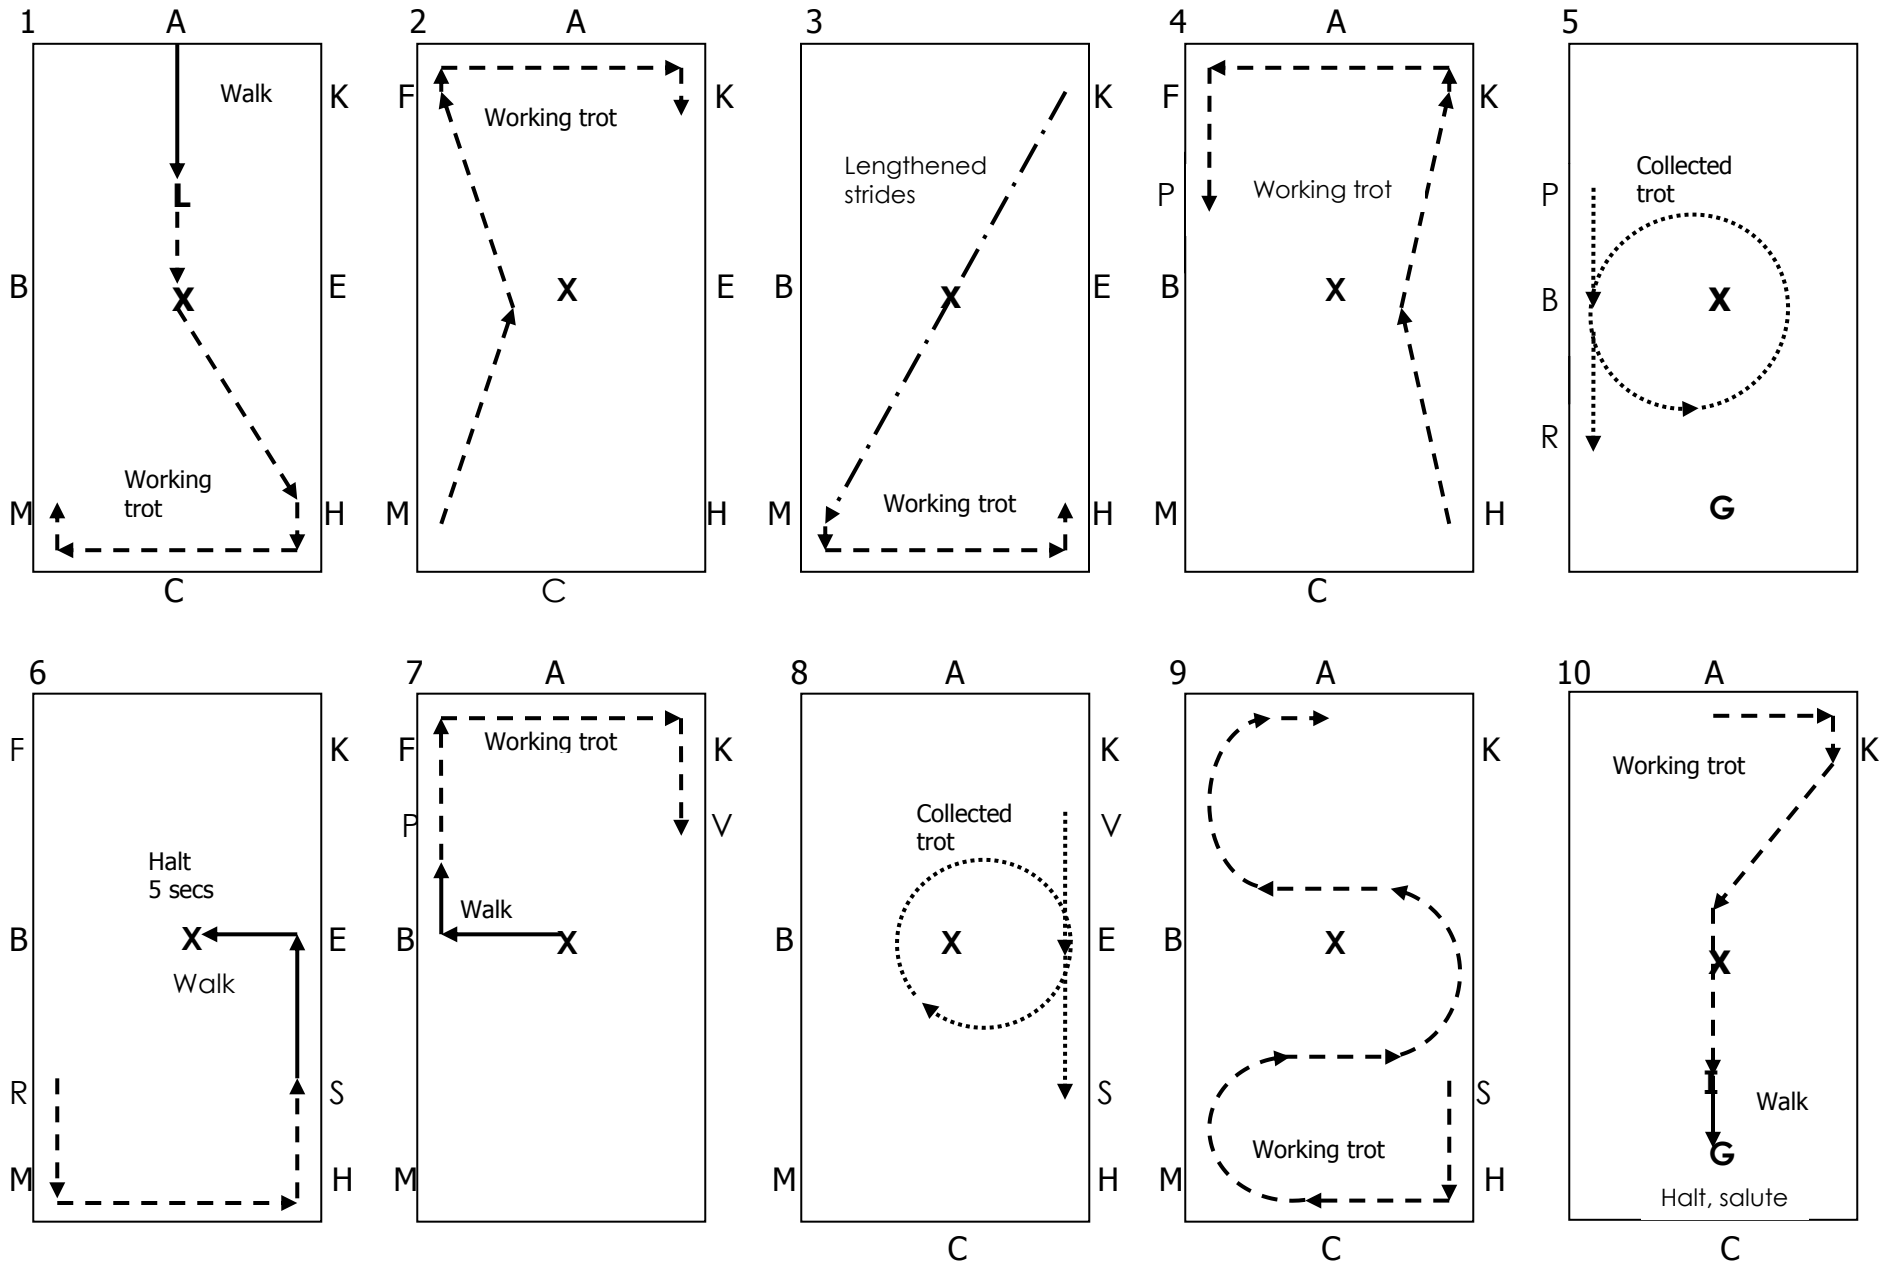 1 A 2 A 3 4 A 5
Walk K F K K F K
Working trot
Lengthened
strides
Collected
trot
L P Working trot P
B X E X E B X E B X B X
Working
trot
M H M H M Working trot H M H R
G
C C C
6 7 A 8 A 9 A 10 A
F K F Working trot K K K Working trot K
Halt
5 secs
P V Collected
trot
V
Walk
B X E B X B X E B X X
Walk
R S S S I Walk
M H M M H M Working trot H G
Halt, salute
C C C